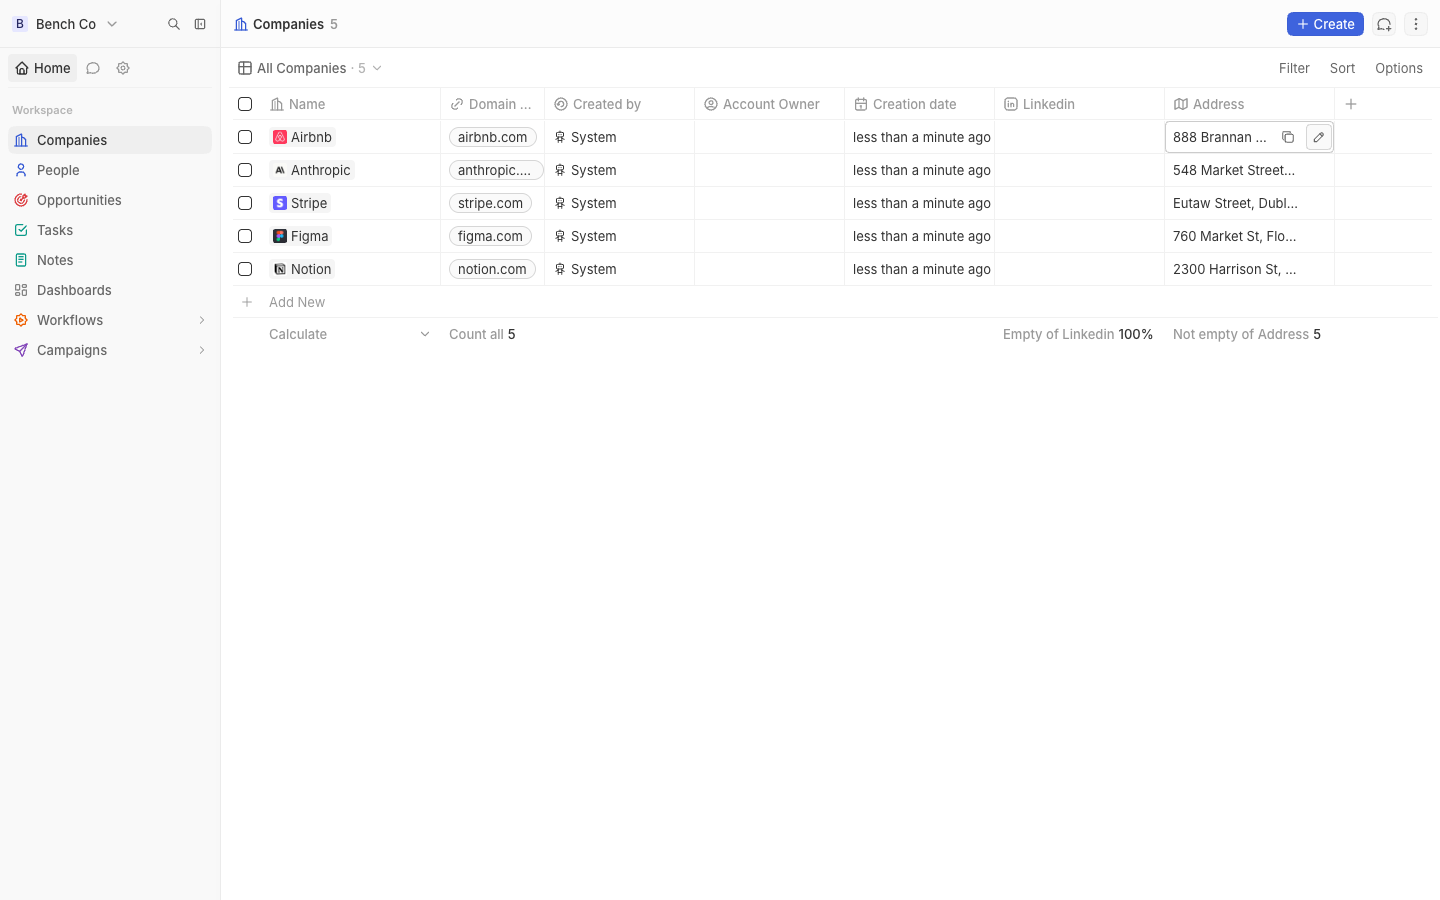 B Bench Co
Companies 5
Create
Home
All Companies · 5
Filter Sort Options
Workspace
Companies
People
Opportunities
Tasks
Notes
Dashboards
Workflows
Campaigns
Name Domain ... Created by Account Owner Creation date Linkedin Address
Airbnb airbnb.com System less than a minute ago 888 Brannan ...
Anthropic anthropic.... System less than a minute ago 548 Market Street...
Stripe stripe.com System less than a minute ago Eutaw Street, Dubl...
Figma figma.com System less than a minute ago 760 Market St, Flo...
Notion notion.com System less than a minute ago 2300 Harrison St, ...
Add New
Calculate Count all 5 Empty of Linkedin 100% Not empty of Address 5